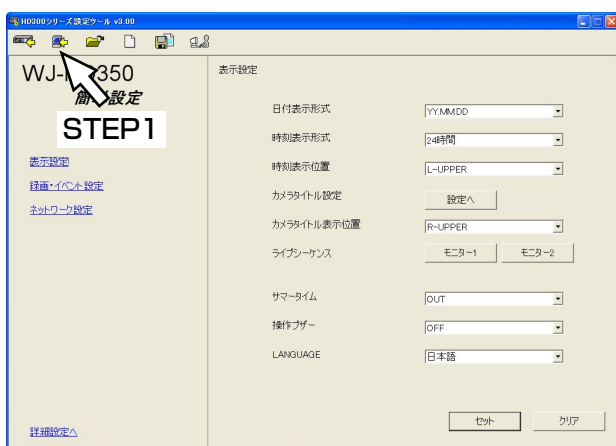 HD300シリーズ設定ツール v3.00
WJ-HD350
簡単設定
STEP1
表示設定
録画・イベント設定
ネットワーク設定
詳細設定へ
表示設定
日付表示形式 YY.MM.DD
時刻表示形式 24時間
時刻表示位置 L-UPPER
カメラタイトル設定 設定へ
カメラタイトル表示位置 R-UPPER
ライブシーケンス モニター1 モニター2
サマータイム OUT
操作ブザー OFF
LANGUAGE 日本語
セット クリア